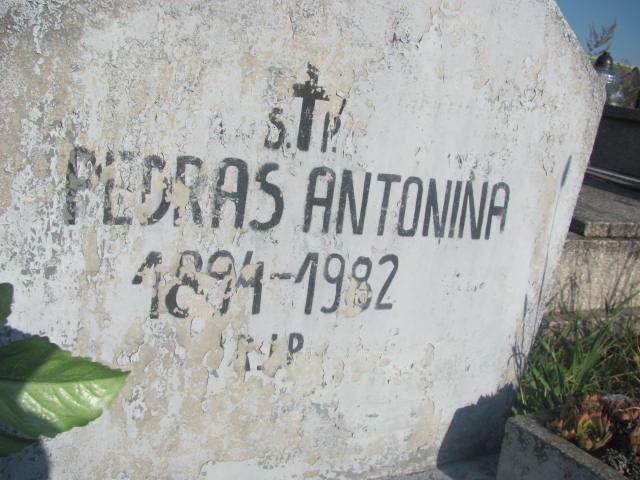 S. P.
PEDRAS ANTONINA
1894-1982
R.I.P